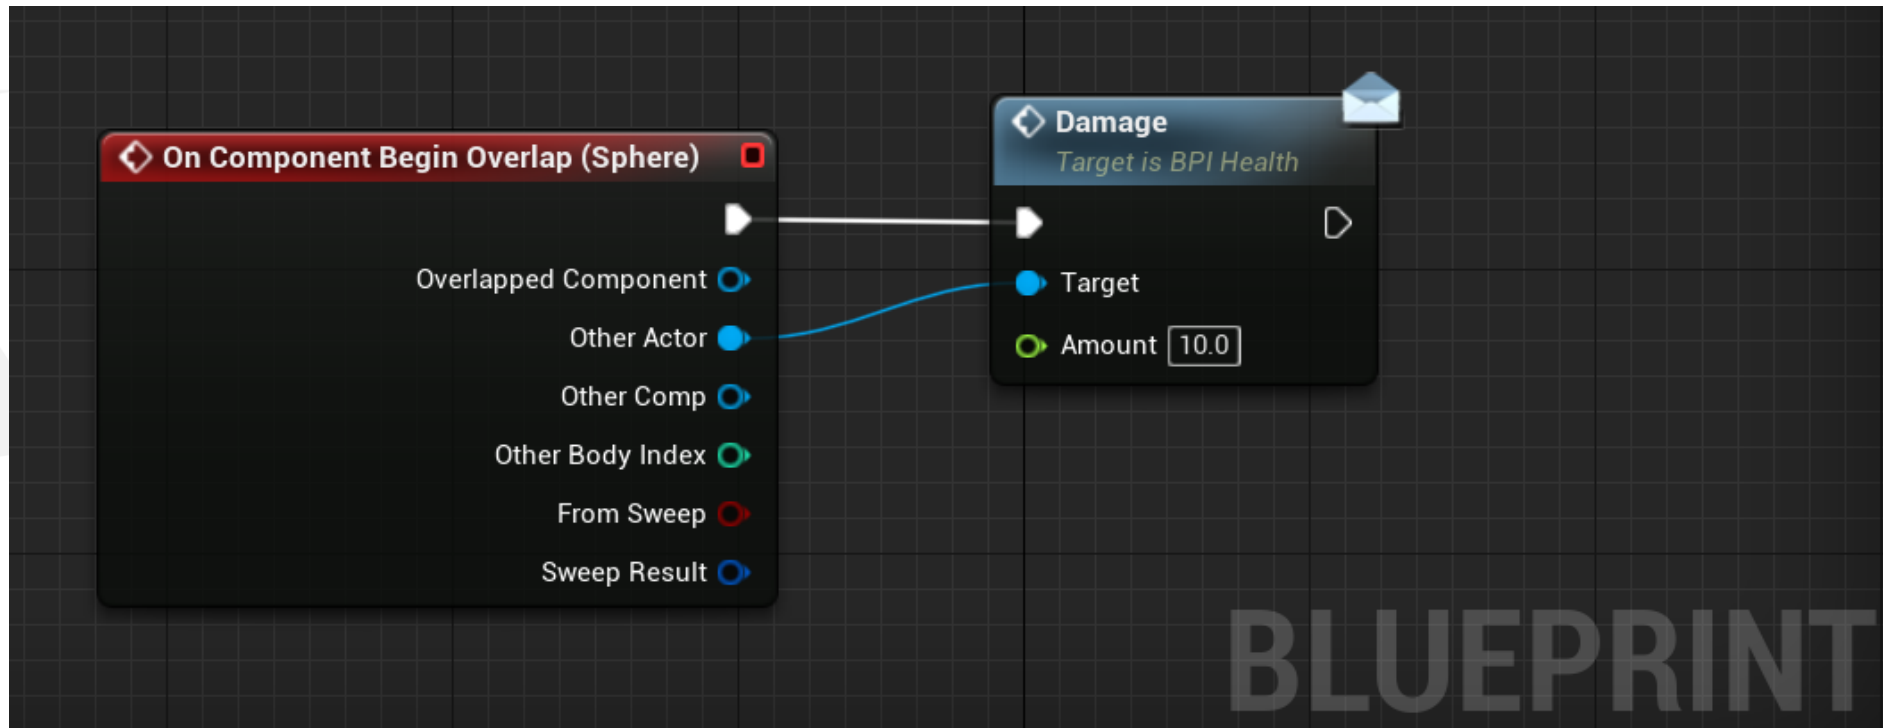 On Component Begin Overlap (Sphere)
Overlapped Component
Other Actor
Other Comp
Other Body Index
From Sweep
Sweep Result
Damage
Target is BPI Health
Target
Amount 10.0
BLUEPRINT